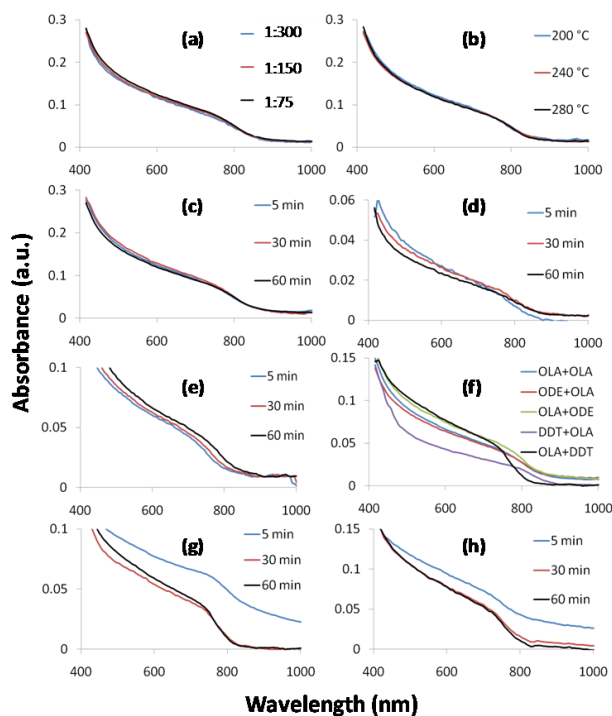 Absorbance (a.u.)
0.3
0.2
0.1
0
400 600 800 1000
(a)
1:300
1:150
1:75
0.3
0.2
0.1
0
400 600 800 1000
(b)
200 °C
240 °C
280 °C
0.3
0.2
0.1
0
400 600 800 1000
(c)
5 min
30 min
60 min
0.06
0.04
0.02
0
400 600 800 1000
(d)
5 min
30 min
60 min
0.1
0.05
0
400 600 800 1000
(e)
5 min
30 min
60 min
0.15
0.1
0.05
0
400 600 800 1000
(f)
OLA+OLA
ODE+OLA
OLA+ODE
DDT+OLA
OLA+DDT
0.1
0.05
0
400 600 800 1000
(g)
5 min
30 min
60 min
0.15
0.1
0.05
0
400 600 800 1000
(h)
5 min
30 min
60 min
Wavelength (nm)